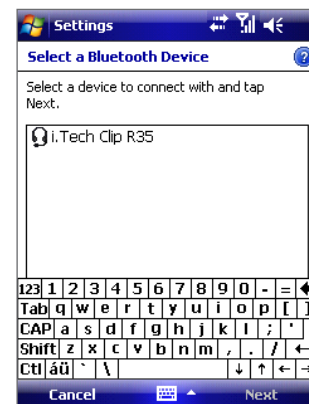 Settings
Select a Bluetooth Device
Select a device to connect with and tap
Next.
i.Tech Clip R35
123 1 2 3 4 5 6 7 8 9 0 - =
Tab q w e r t y u i o p [ ]
CAP a s d f g h j k l ; '
Shift z x c v b n m , . /
Ctl áü ` \
Cancel Next